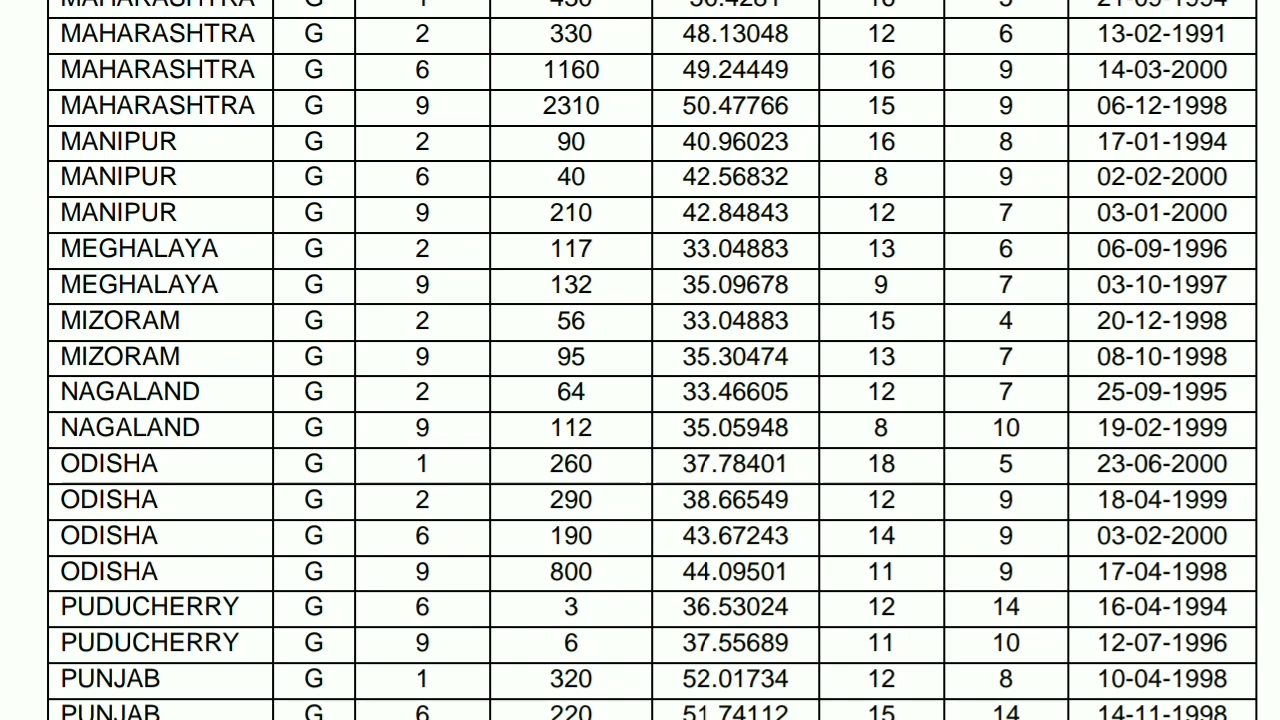 MAHARASHTRA G 1 430 50.4281 16 5 21-09-1994
MAHARASHTRA G 2 330 48.13048 12 6 13-02-1991
MAHARASHTRA G 6 1160 49.24449 16 9 14-03-2000
MAHARASHTRA G 9 2310 50.47766 15 9 06-12-1998
MANIPUR G 2 90 40.96023 16 8 17-01-1994
MANIPUR G 6 40 42.56832 8 9 02-02-2000
MANIPUR G 9 210 42.84843 12 7 03-01-2000
MEGHALAYA G 2 117 33.04883 13 6 06-09-1996
MEGHALAYA G 9 132 35.09678 9 7 03-10-1997
MIZORAM G 2 56 33.04883 15 4 20-12-1998
MIZORAM G 9 95 35.30474 13 7 08-10-1998
NAGALAND G 2 64 33.46605 12 7 25-09-1995
NAGALAND G 9 112 35.05948 8 10 19-02-1999
ODISHA G 1 260 37.78401 18 5 23-06-2000
ODISHA G 2 290 38.66549 12 9 18-04-1999
ODISHA G 6 190 43.67243 14 9 03-02-2000
ODISHA G 9 800 44.09501 11 9 17-04-1998
PUDUCHERRY G 6 3 36.53024 12 14 16-04-1994
PUDUCHERRY G 9 6 37.55689 11 10 12-07-1996
PUNJAB G 1 320 52.01734 12 8 10-04-1998
PUNJAB G 6 220 51.74112 15 14 14-11-1998